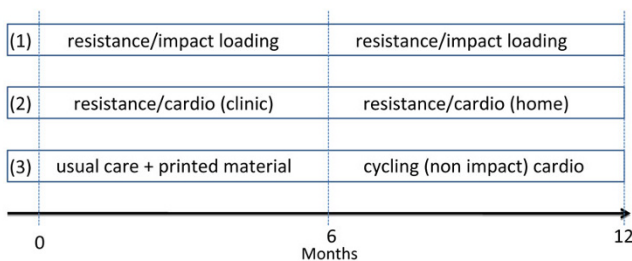 (1) resistance/impact loading resistance/impact loading
(2) resistance/cardio (clinic) resistance/cardio (home)
(3) usual care + printed material cycling (non impact) cardio
0 6 12
Months